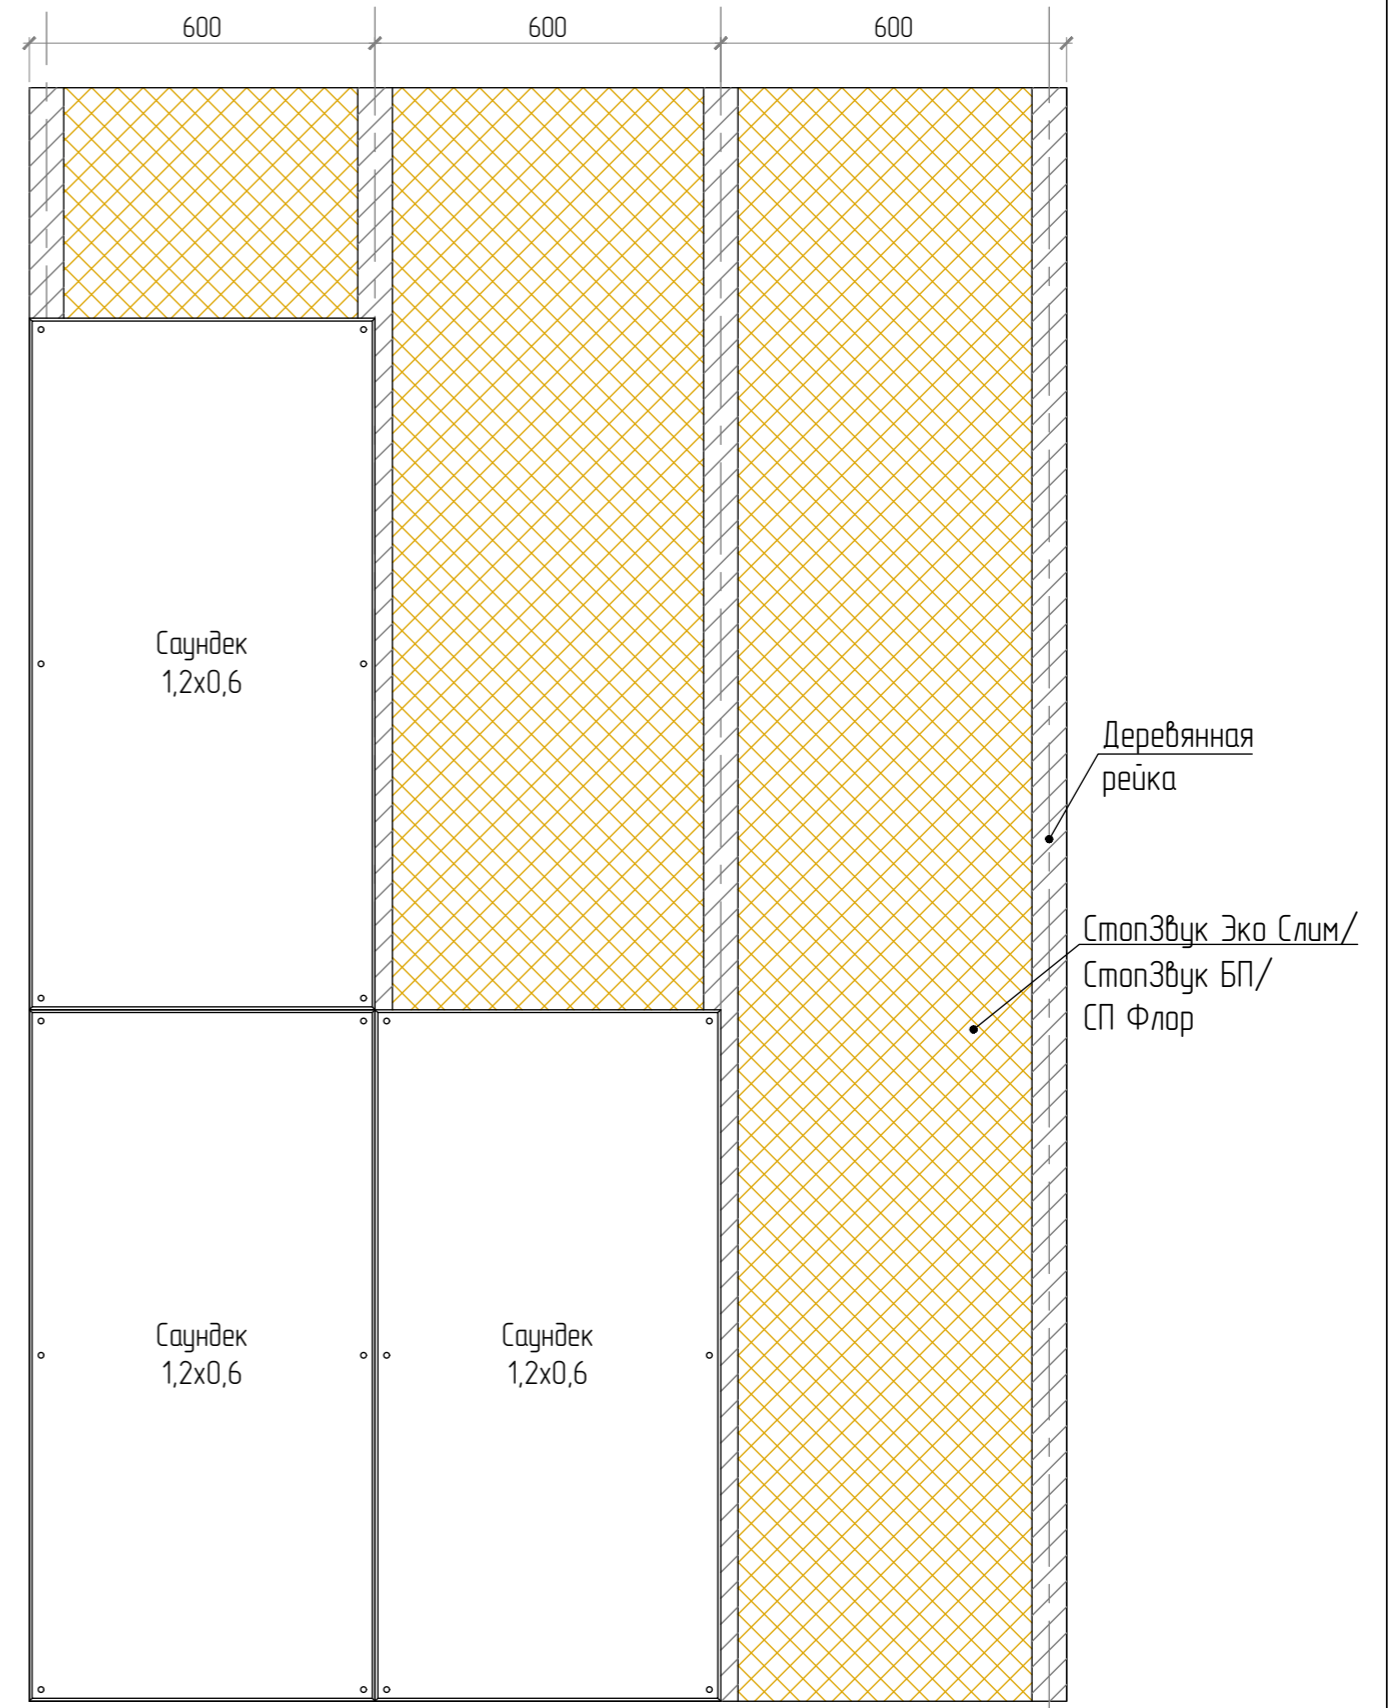 600 600 600
Саундек
1,2х0,6
Деревянная
рейка
СтопЗвук Эко Слим/
СтопЗвук БП/
СП Флор
Саундек
1,2х0,6
Саундек
1,2х0,6